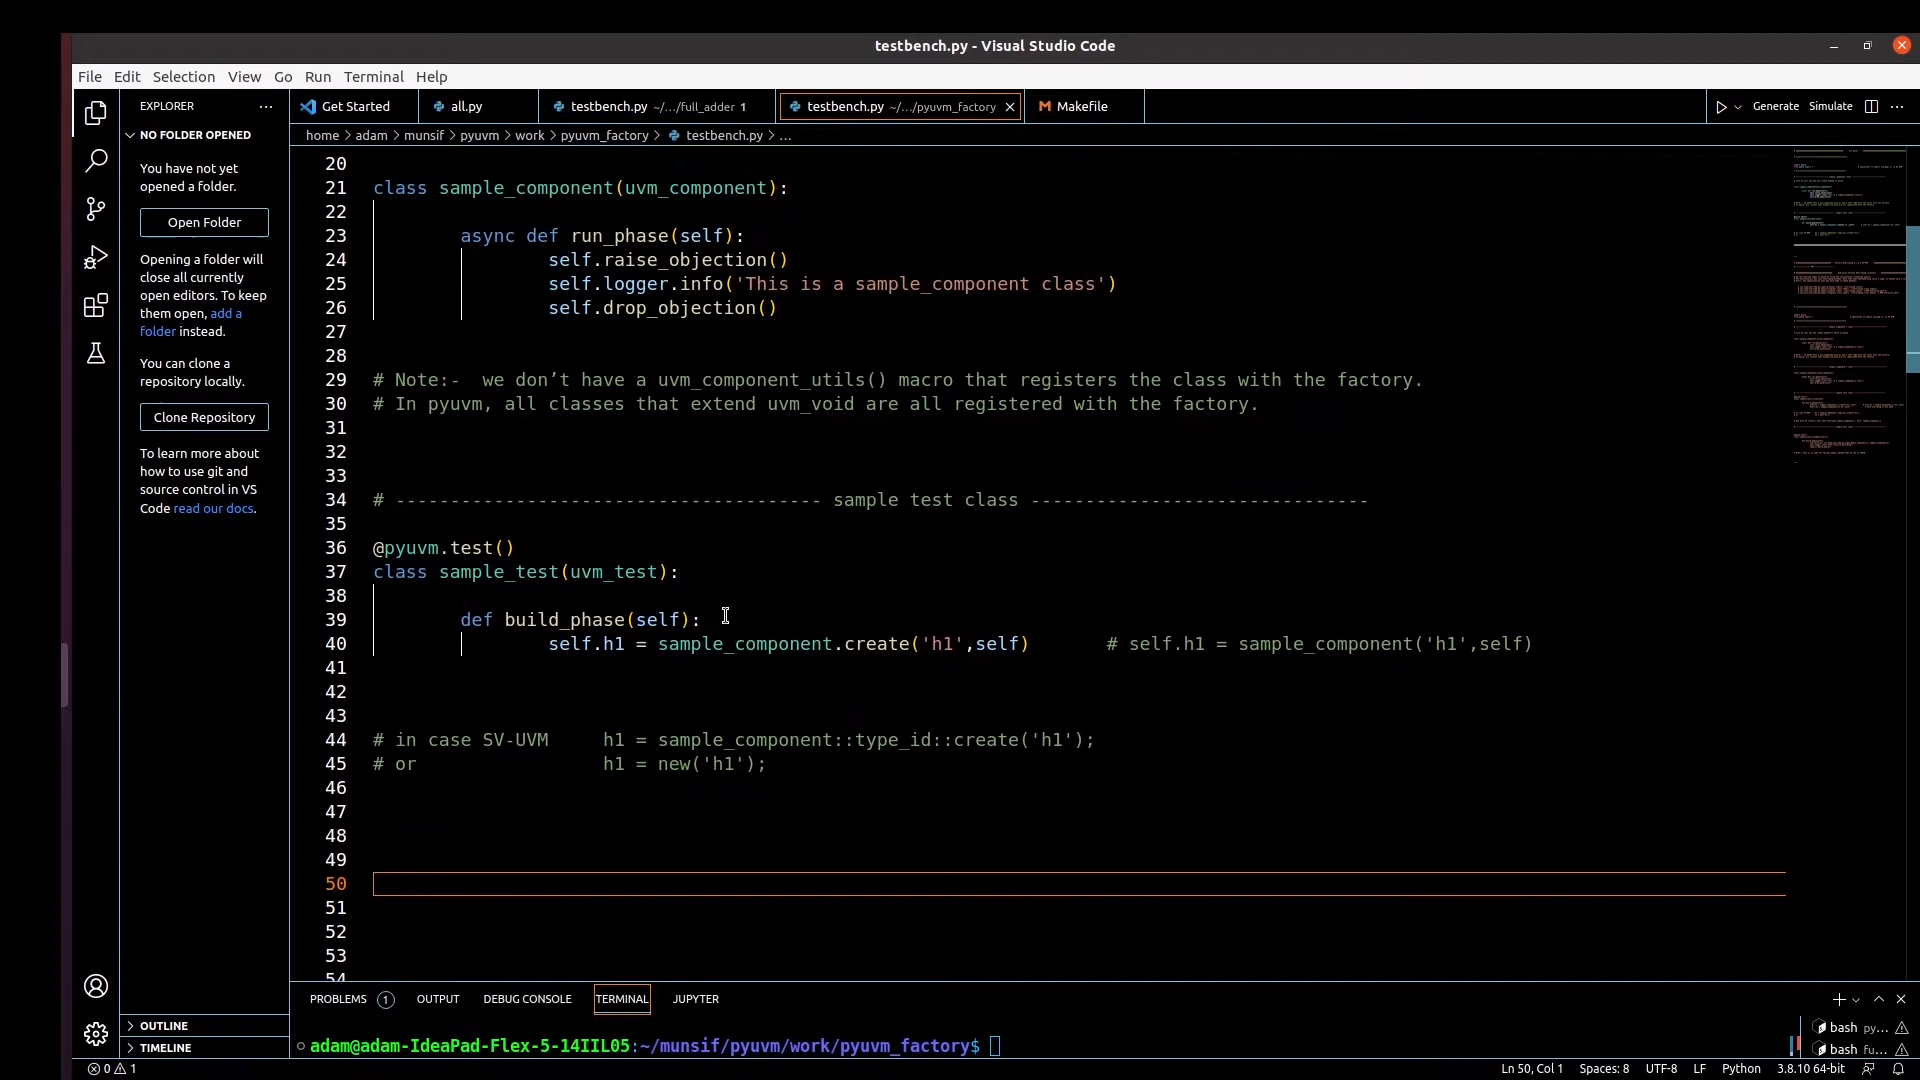 testbench.py - Visual Studio Code
File Edit Selection View Go Run Terminal Help
EXPLORER ···
Get Started
all.py
testbench.py ~/.../full_adder 1
testbench.py ~/.../pyuvm_factory
Makefile
Generate Simulate ···
NO FOLDER OPENED
home > adam > munsif > pyuvm > work > pyuvm_factory > testbench.py > ...
You have not yet
opened a folder.
Open Folder
Opening a folder will
close all currently
open editors. To keep
them open, add a
folder instead.
You can clone a
repository locally.
Clone Repository
To learn more about
how to use git and
source control in VS
Code read our docs.
OUTLINE
TIMELINE
20
21 class sample_component(uvm_component):
22
23 async def run_phase(self):
24 self.raise_objection()
25 self.logger.info('This is a sample_component class')
26 self.drop_objection()
27
28
29 # Note:- we don’t have a uvm_component_utils() macro that registers the class with the factory.
30 # In pyuvm, all classes that extend uvm_void are all registered with the factory.
31
32
33
34 # --------------------------------------- sample test class -------------------------------
35
36 @pyuvm.test()
37 class sample_test(uvm_test):
38
39 def build_phase(self):
40 self.h1 = sample_component.create('h1',self) # self.h1 = sample_component('h1',self)
41
42
43
44 # in case SV-UVM h1 = sample_component::type_id::create('h1');
45 # or h1 = new('h1');
46
47
48
49
50
51
52
53
54
PROBLEMS 1 OUTPUT DEBUG CONSOLE TERMINAL JUPYTER
adam@adam-IdeaPad-Flex-5-14IIL05:~/munsif/pyuvm/work/pyuvm_factory$
bash py...
bash fu...
0 1
Ln 50, Col 1 Spaces: 8 UTF-8 LF Python 3.8.10 64-bit